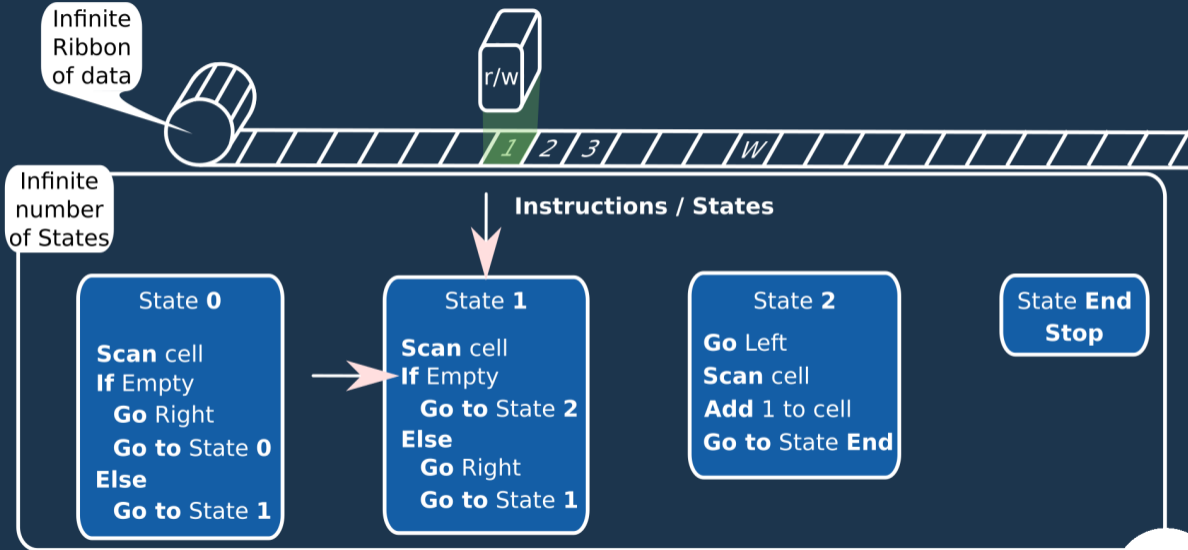 Infinite
Ribbon
of data
r/w
1 2 3 W
Infinite
number
of States
Instructions / States
State 0
Scan cell
If Empty
Go Right
Go to State 0
Else
Go to State 1
State 1
Scan cell
If Empty
Go to State 2
Else
Go Right
Go to State 1
State 2
Go Left
Scan cell
Add 1 to cell
Go to State End
State End
Stop